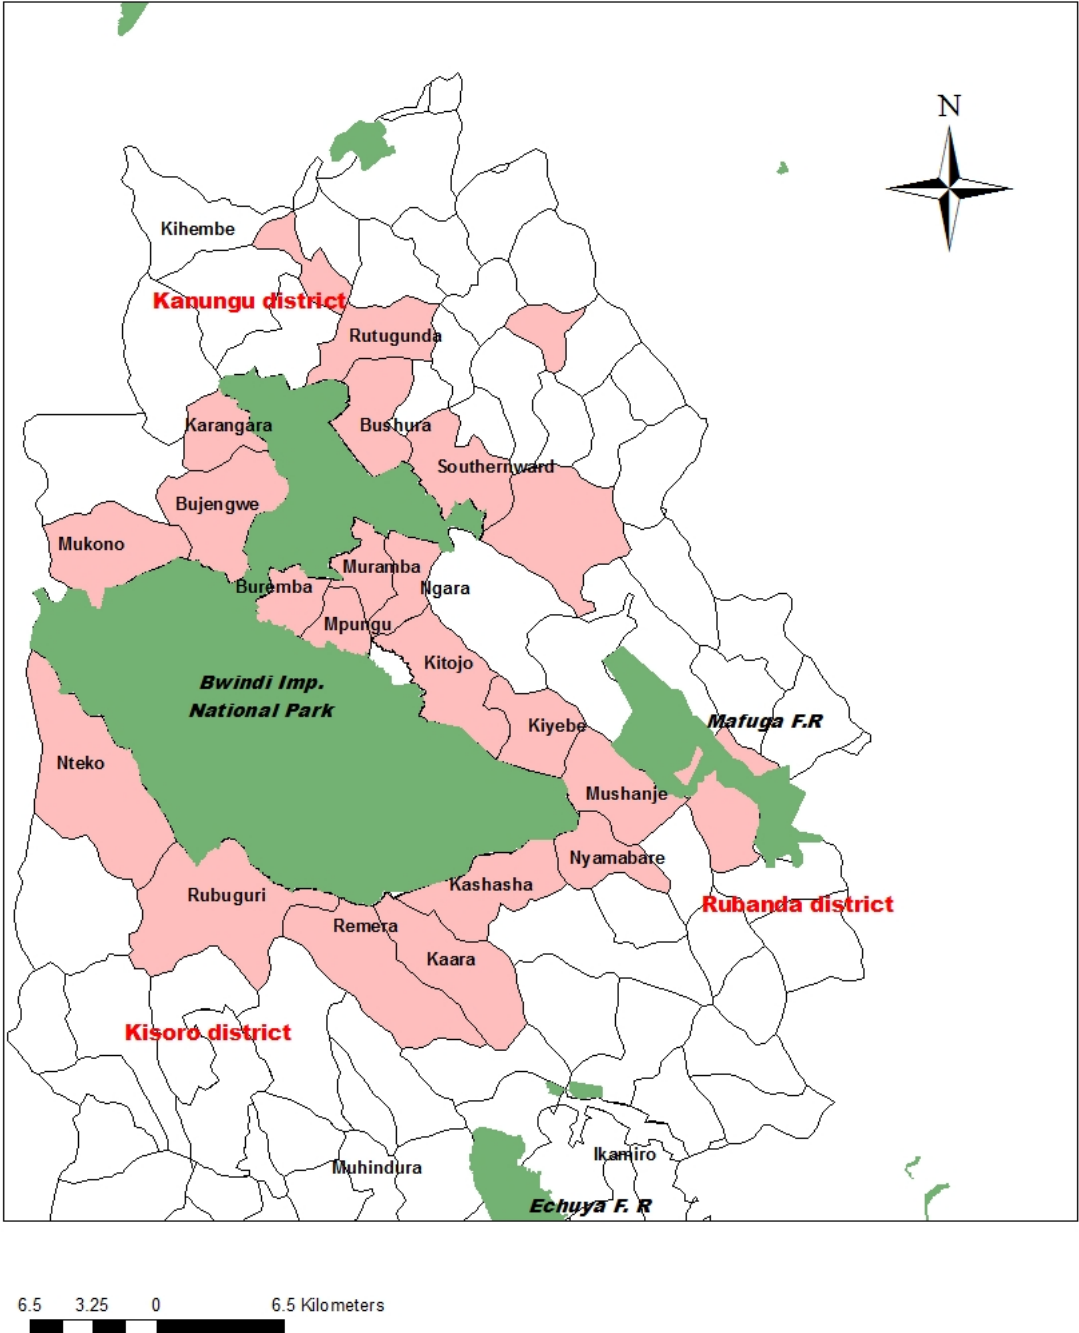 N
Kihembe
Kanungu district
Rutugunda
Karangara
Bushura
Southernward
Bujengwe
Mukono
Muramba
Buremba
Ngara
Mpungu
Kitojo
Bwindi Imp.
National Park
Kiyebe
Mafuga F.R
Nteko
Mushanje
Nyamabare
Kashasha
Rubuguri
Rubanda district
Remera
Kaara
Kisoro district
Ikamiro
Muhindura
Echuya F. R
6.5 3.25 0 6.5 Kilometers